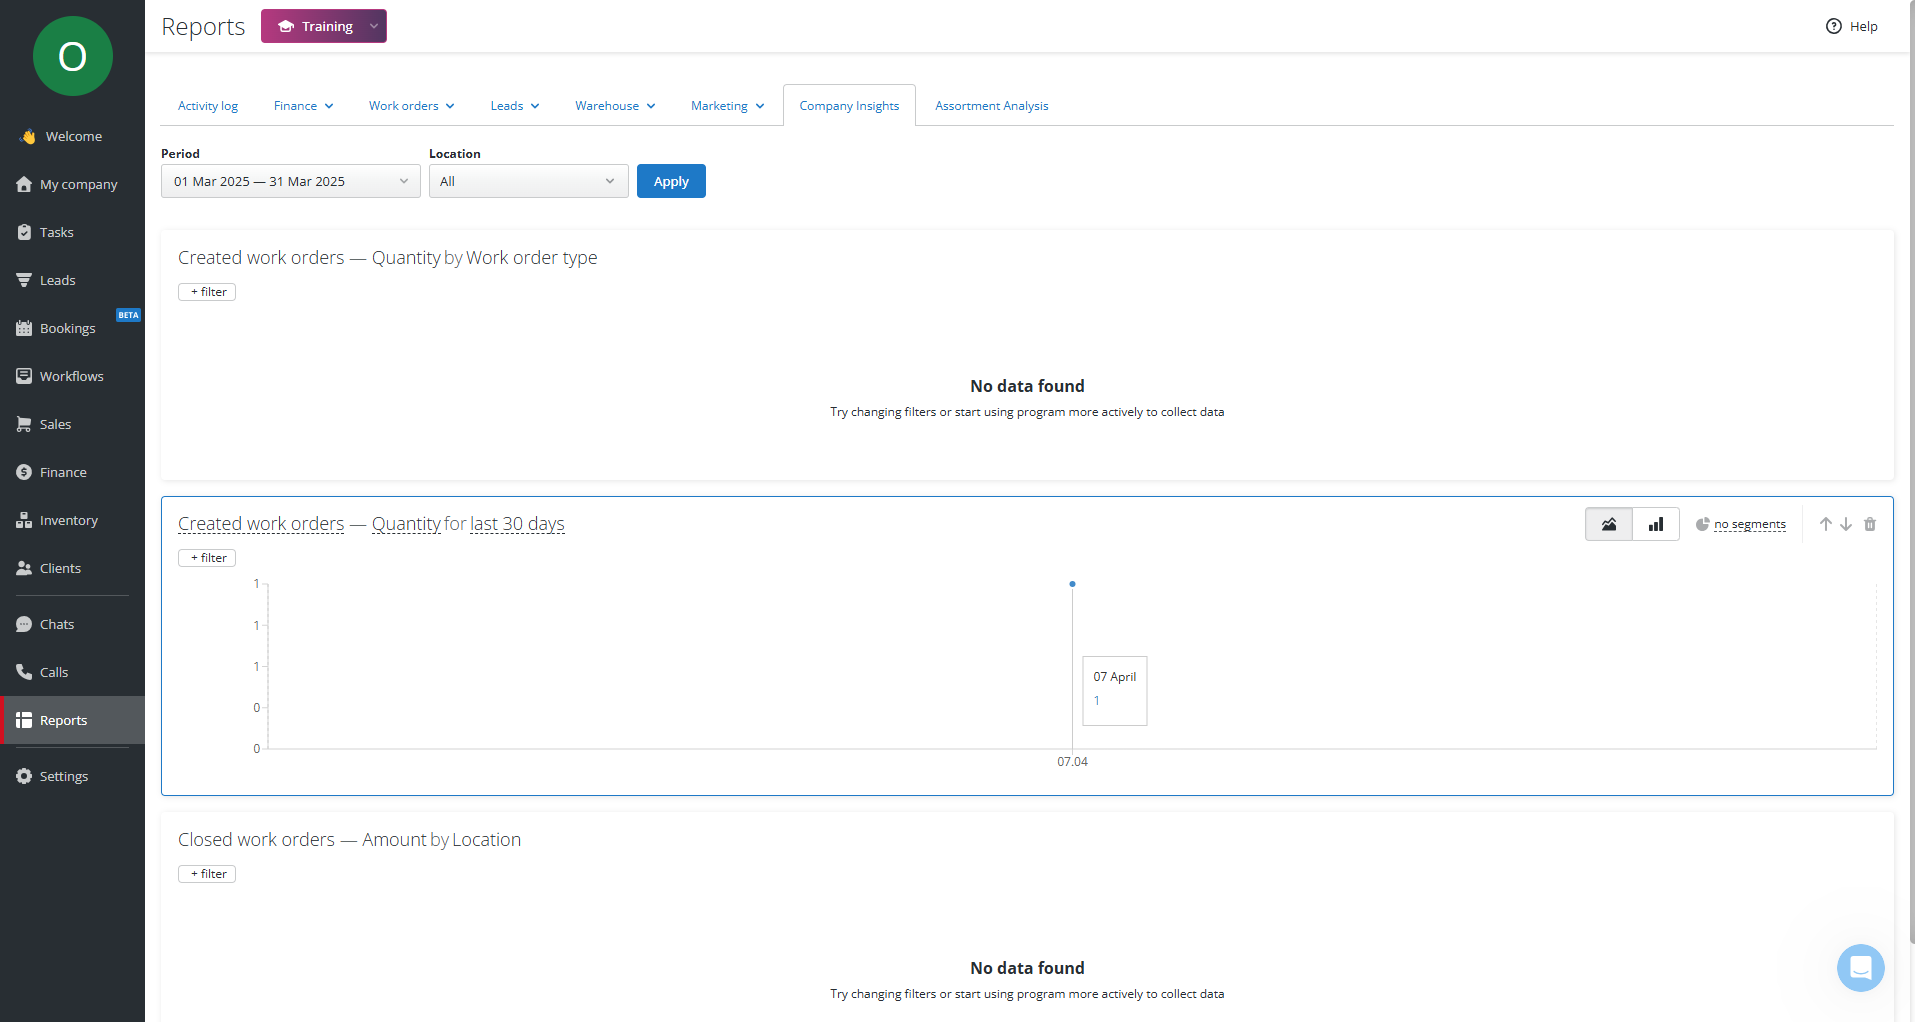 O
Reports
Training
Help
Welcome
My company
Tasks
Leads
Bookings
BETA
Workflows
Sales
Finance
Inventory
Clients
Chats
Calls
Reports
Settings
Activity log
Finance
Work orders
Leads
Warehouse
Marketing
Company Insights
Assortment Analysis
Period
Location
01 Mar 2025 — 31 Mar 2025
All
Apply
Created work orders — Quantity by Work order type
+ filter
No data found
Try changing filters or start using program more actively to collect data
Created work orders — Quantity for last 30 days
no segments
+ filter
1
1
1
0
0
07 April
1
07.04
Closed work orders — Amount by Location
+ filter
No data found
Try changing filters or start using program more actively to collect data